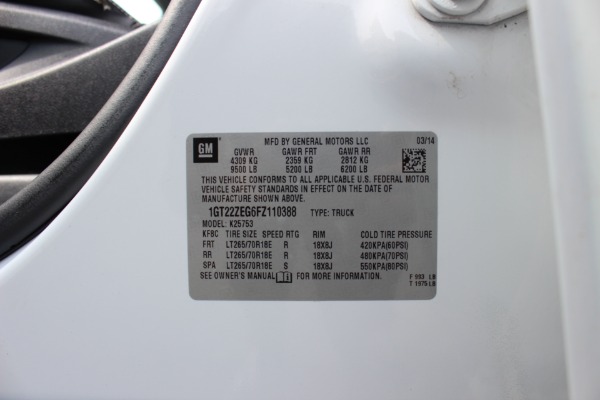 GM
MFD BY GENERAL MOTORS LLC 03/14
GVWR GAWR FRT GAWR RR
4309 KG 2359 KG 2812 KG
9500 LB 5200 LB 6200 LB
THIS VEHICLE CONFORMS TO ALL APPLICABLE U.S. FEDERAL MOTOR
VEHICLE SAFETY STANDARDS IN EFFECT ON THE DATE OF
MANUFACTURE SHOWN ABOVE.
1GT22ZEG6FZ110388 TYPE: TRUCK
MODEL: K25753
KFBC TIRE SIZE SPEED RTG RIM COLD TIRE PRESSURE
FRT LT265/70R18E R 18X8J 420KPA(60PSI)
RR LT265/70R18E R 18X8J 480KPA(70PSI)
SPA LT265/70R18E S 18X8J 550KPA(80PSI)
SEE OWNER'S MANUAL FOR MORE INFORMATION.
F 993 LB
T 1975 LB